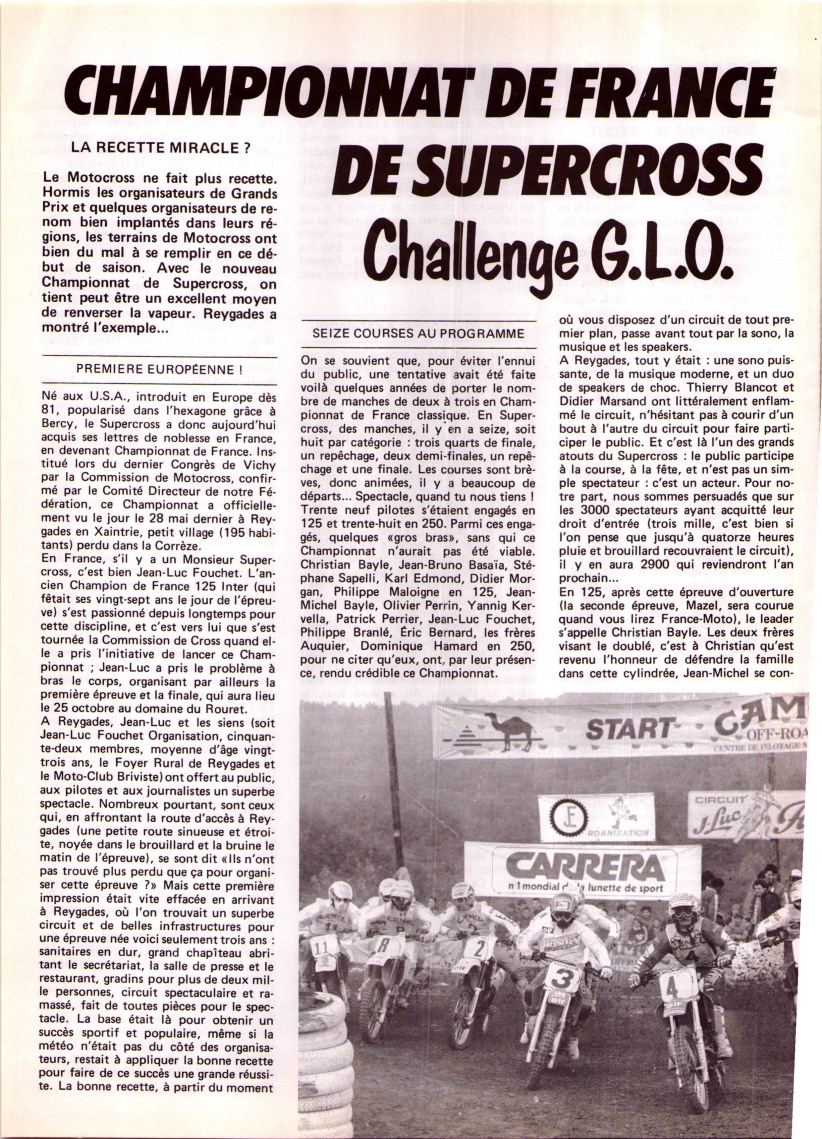 CHAMPIONNAT DE FRANCE
DE SUPERCROSS
Challenge G.L.O.
LA RECETTE MIRACLE ?
Le Motocross ne fait plus recette.
Hormis les organisateurs de Grands
Prix et quelques organisateurs de re-
nom bien implantés dans leurs ré-
gions, les terrains de Motocross ont
bien du mal à se remplir en ce dé-
but de saison. Avec le nouveau
Championnat de Supercross, on
tient peut être un excellent moyen
de renverser la vapeur. Reygades a
montré l'exemple...
PREMIERE EUROPÉENNE !
Né aux U.S.A., introduit en Europe dès
81, popularisé dans l'hexagone grâce à
Bercy, le Supercross a donc aujourd'hui
acquis ses lettres de noblesse en France,
en devenant Championnat de France. Ins-
titué lors du dernier Congrès de Vichy
par la Commission de Motocross, confir-
mé par le Comité Directeur de notre Fé-
dération, ce Championnat a officielle-
ment vu le jour le 28 mai dernier à Rey-
gades en Xaintrie, petit village (195 habi-
tants) perdu dans la Corrèze.
En France, s'il y a un Monsieur Super-
cross, c'est bien Jean-Luc Fouchet. L'an-
cien Champion de France 125 Inter (qui
fêtait ses vingt-sept ans le jour de l'épreu-
ve) s'est passionné depuis longtemps pour
cette discipline, et c'est vers lui que s'est
tournée la Commission de Cross quand el-
le a pris l'initiative de lancer ce Cham-
pionnat ; Jean-Luc a pris le problème à
bras le corps, organisant par ailleurs la
première épreuve et la finale, qui aura lieu
le 25 octobre au domaine du Rouret.
A Reygades, Jean-Luc et les siens (soit
Jean-Luc Fouchet Organisation, cinquan-
te-deux membres, moyenne d'âge vingt-
trois ans, le Foyer Rural de Reygades et
le Moto-Club Briviste) ont offert au public,
aux pilotes et aux journalistes un superbe
spectacle. Nombreux pourtant, sont ceux
qui, en affrontant la route d'accès à Rey-
gades (une petite route sinueuse et étroi-
te, noyée dans le brouillard et la bruine le
matin de l'épreuve), se sont dit «Ils n'ont
pas trouvé plus perdu que ça pour organi-
ser cette épreuve ?» Mais cette première
impression était vite effacée en arrivant
à Reygades, où l'on trouvait un superbe
circuit et de belles infrastructures pour
une épreuve née voici seulement trois ans :
sanitaires en dur, grand chapîteau abri-
tant le secrétariat, la salle de presse et le
restaurant, gradins pour plus de deux mil-
le personnes, circuit spectaculaire et ra-
massé, fait de toutes pièces pour le spec-
tacle. La base était là pour obtenir un
succès sportif et populaire, même si la
météo n'était pas du côté des organisa-
teurs, restait à appliquer la bonne recette
pour faire de ce succès une grande réussi-
te. La bonne recette, à partir du moment
SEIZE COURSES AU PROGRAMME
On se souvient que, pour éviter l'ennui
du public, une tentative avait été faite
voilà quelques années de porter le nom-
bre de manches de deux à trois en Cham-
pionnat de France classique. En Super-
cross, des manches, il y en a seize, soit
huit par catégorie : trois quarts de finale,
un repêchage, deux demi-finales, un repê-
chage et une finale. Les courses sont brè-
ves, donc animées, il y a beaucoup de
départs... Spectacle, quand tu nous tiens !
Trente neuf pilotes s'étaient engagés en
125 et trente-huit en 250. Parmi ces enga-
gés, quelques «gros bras», sans qui ce
Championnat n'aurait pas été viable.
Christian Bayle, Jean-Bruno Basaïa, Sté-
phane Sapelli, Karl Edmond, Didier Mor-
gan, Philippe Maloigne en 125, Jean-
Michel Bayle, Olivier Perrin, Yannig Ker-
vella, Patrick Perrier, Jean-Luc Fouchet,
Philippe Branlé, Éric Bernard, les frères
Auquier, Dominique Hamard en 250,
pour ne citer qu'eux, ont, par leur présen-
ce, rendu crédible ce Championnat.
où vous disposez d'un circuit de tout pre-
mier plan, passe avant tout par la sono, la
musique et les speakers.
A Reygades, tout y était : une sono puis-
sante, de la musique moderne, et un duo
de speakers de choc. Thierry Blancot et
Didier Marsand ont littéralement enflam-
mé le circuit, n'hésitant pas à courir d'un
bout à l'autre du circuit pour faire parti-
ciper le public. Et c'est là l'un des grands
atouts du Supercross : le public participe
à la course, à la fête, et n'est pas un sim-
ple spectateur : c'est un acteur. Pour no-
tre part, nous sommes persuadés que sur
les 3000 spectateurs ayant acquitté leur
droit d'entrée (trois mille, c'est bien si
l'on pense que jusqu'à quatorze heures
pluie et brouillard recouvraient le circuit),
il y en aura 2900 qui reviendront l'an
prochain...
En 125, après cette épreuve d'ouverture
(la seconde épreuve, Mazel, sera courue
quand vous lirez France-Moto), le leader
s'appelle Christian Bayle. Les deux frères
visant le doublé, c'est à Christian qu'est
revenu l'honneur de défendre la famille
dans cette cylindrée, Jean-Michel se con-
START CAM
OFF-ROA
CENTRE DE PILOTAGE
CIRCUIT
J-Luc
CARRERA
n°1 mondial de la lunette de sport
11
8
2
3
4